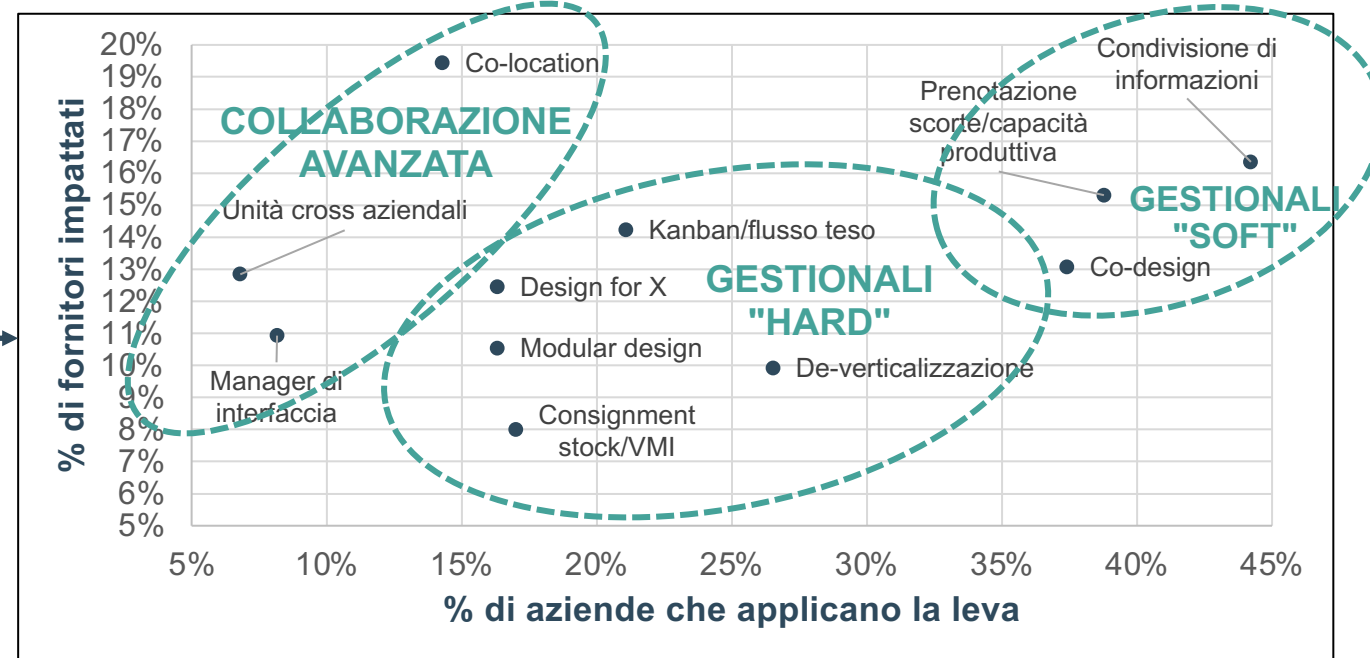 % di fornitori impattati
20%
19%
18%
17%
16%
15%
14%
13%
12%
11%
10%
9%
8%
7%
6%
5%
Co-location
COLLABORAZIONE
AVANZATA
Unità cross aziendali
Manager di
interfaccia
Kanban/flusso teso
Design for X
GESTIONALI
"HARD"
Modular design
De-verticalizzazione
Consignment
stock/VMI
Condivisione di
informazioni
Prenotazione
scorte/capacità
produttiva
GESTIONALI
"SOFT"
Co-design
5%
10%
15%
20%
25%
30%
35%
40%
45%
% di aziende che applicano la leva